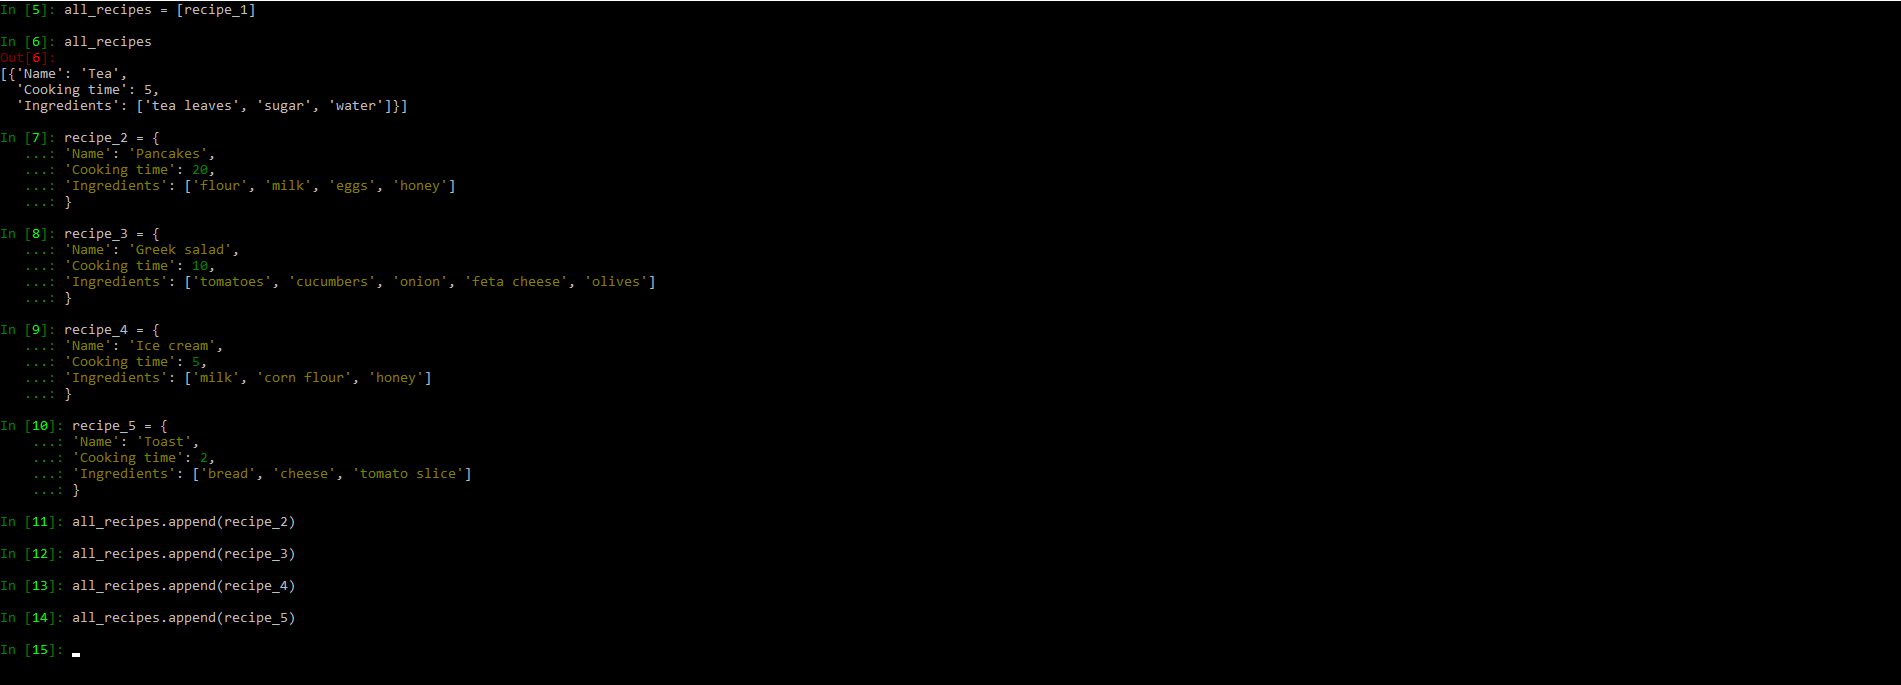 In [5]: all_recipes = [recipe_1]
In [6]: all_recipes
Out[6]:
[{'Name': 'Tea',
  'Cooking time': 5,
  'Ingredients': ['tea leaves', 'sugar', 'water']}]
In [7]: recipe_2 = {
   ...: 'Name': 'Pancakes',
   ...: 'Cooking time': 20,
   ...: 'Ingredients': ['flour', 'milk', 'eggs', 'honey']
   ...: }
In [8]: recipe_3 = {
   ...: 'Name': 'Greek salad',
   ...: 'Cooking time': 10,
   ...: 'Ingredients': ['tomatoes', 'cucumbers', 'onion', 'feta cheese', 'olives']
   ...: }
In [9]: recipe_4 = {
   ...: 'Name': 'Ice cream',
   ...: 'Cooking time': 5,
   ...: 'Ingredients': ['milk', 'corn flour', 'honey']
   ...: }
In [10]: recipe_5 = {
    ...: 'Name': 'Toast',
    ...: 'Cooking time': 2,
    ...: 'Ingredients': ['bread', 'cheese', 'tomato slice']
    ...: }
In [11]: all_recipes.append(recipe_2)
In [12]: all_recipes.append(recipe_3)
In [13]: all_recipes.append(recipe_4)
In [14]: all_recipes.append(recipe_5)
In [15]: